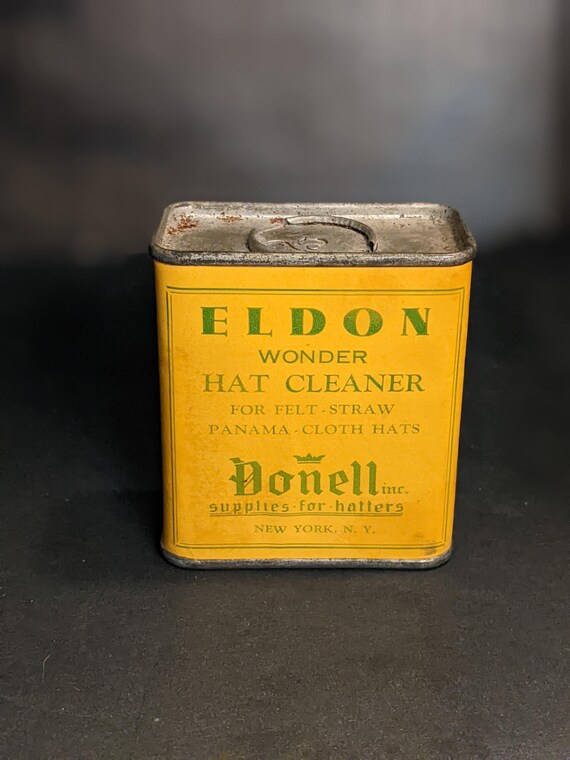 ELDON
WONDER
HAT CLEANER
FOR FELT - STRAW
PANAMA - CLOTH HATS
Donell inc.
supplies · for · hatters
NEW YORK, N. Y.